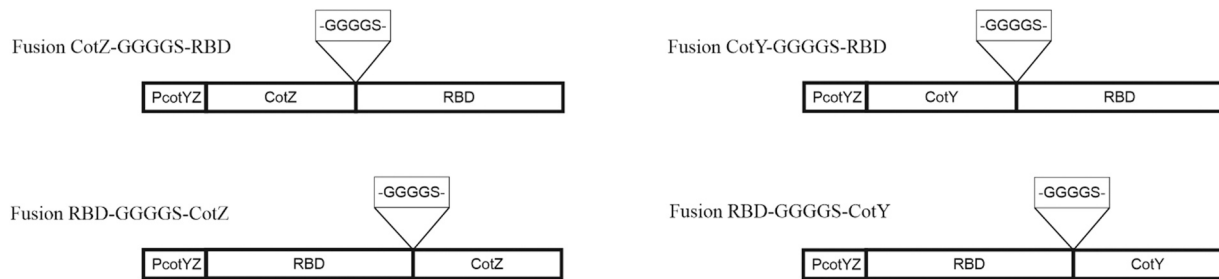 -GGGGS-
Fusion CotZ-GGGGS-RBD
PcotYZ CotZ RBD
-GGGGS-
Fusion CotY-GGGGS-RBD
PcotYZ CotY RBD
-GGGGS-
Fusion RBD-GGGGS-CotZ
PcotYZ RBD CotZ
-GGGGS-
Fusion RBD-GGGGS-CotY
PcotYZ RBD CotY